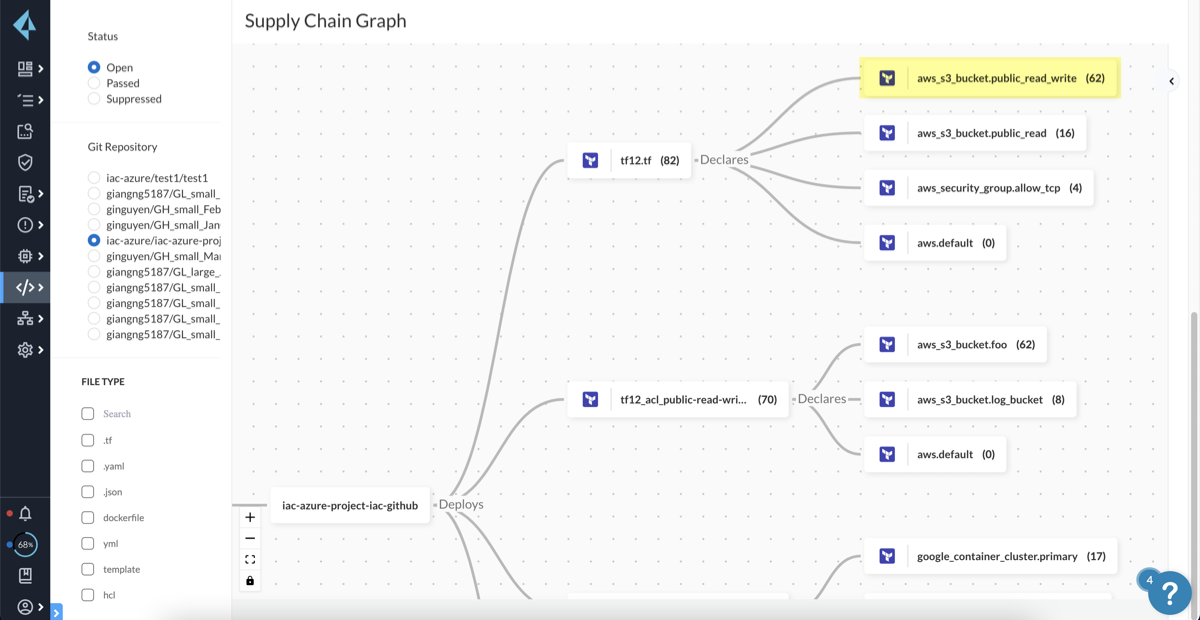 Supply Chain Graph
Status
Open
Passed
Suppressed
Git Repository
iac-azure/test1/test1
giangng5187/GL_small_
ginguyen/GH_small_Feb
ginguyen/GH_small_Jan
iac-azure/iac-azure-proj
ginguyen/GH_small_Mar
giangng5187/GL_large_
giangng5187/GL_small_
giangng5187/GL_small_
giangng5187/GL_small_
giangng5187/GL_small_
FILE TYPE
Search
.tf
.yaml
.json
dockerfile
yml
template
hcl
68%
iac-azure-project-iac-github
Deploys
tf12.tf (82)
Declares
aws_s3_bucket.public_read_write (62)
aws_s3_bucket.public_read (16)
aws_security_group.allow_tcp (4)
aws.default (0)
tf12_acl_public-read-wri... (70)
Declares
aws_s3_bucket.foo (62)
aws_s3_bucket.log_bucket (8)
aws.default (0)
google_container_cluster.primary (17)
4
?